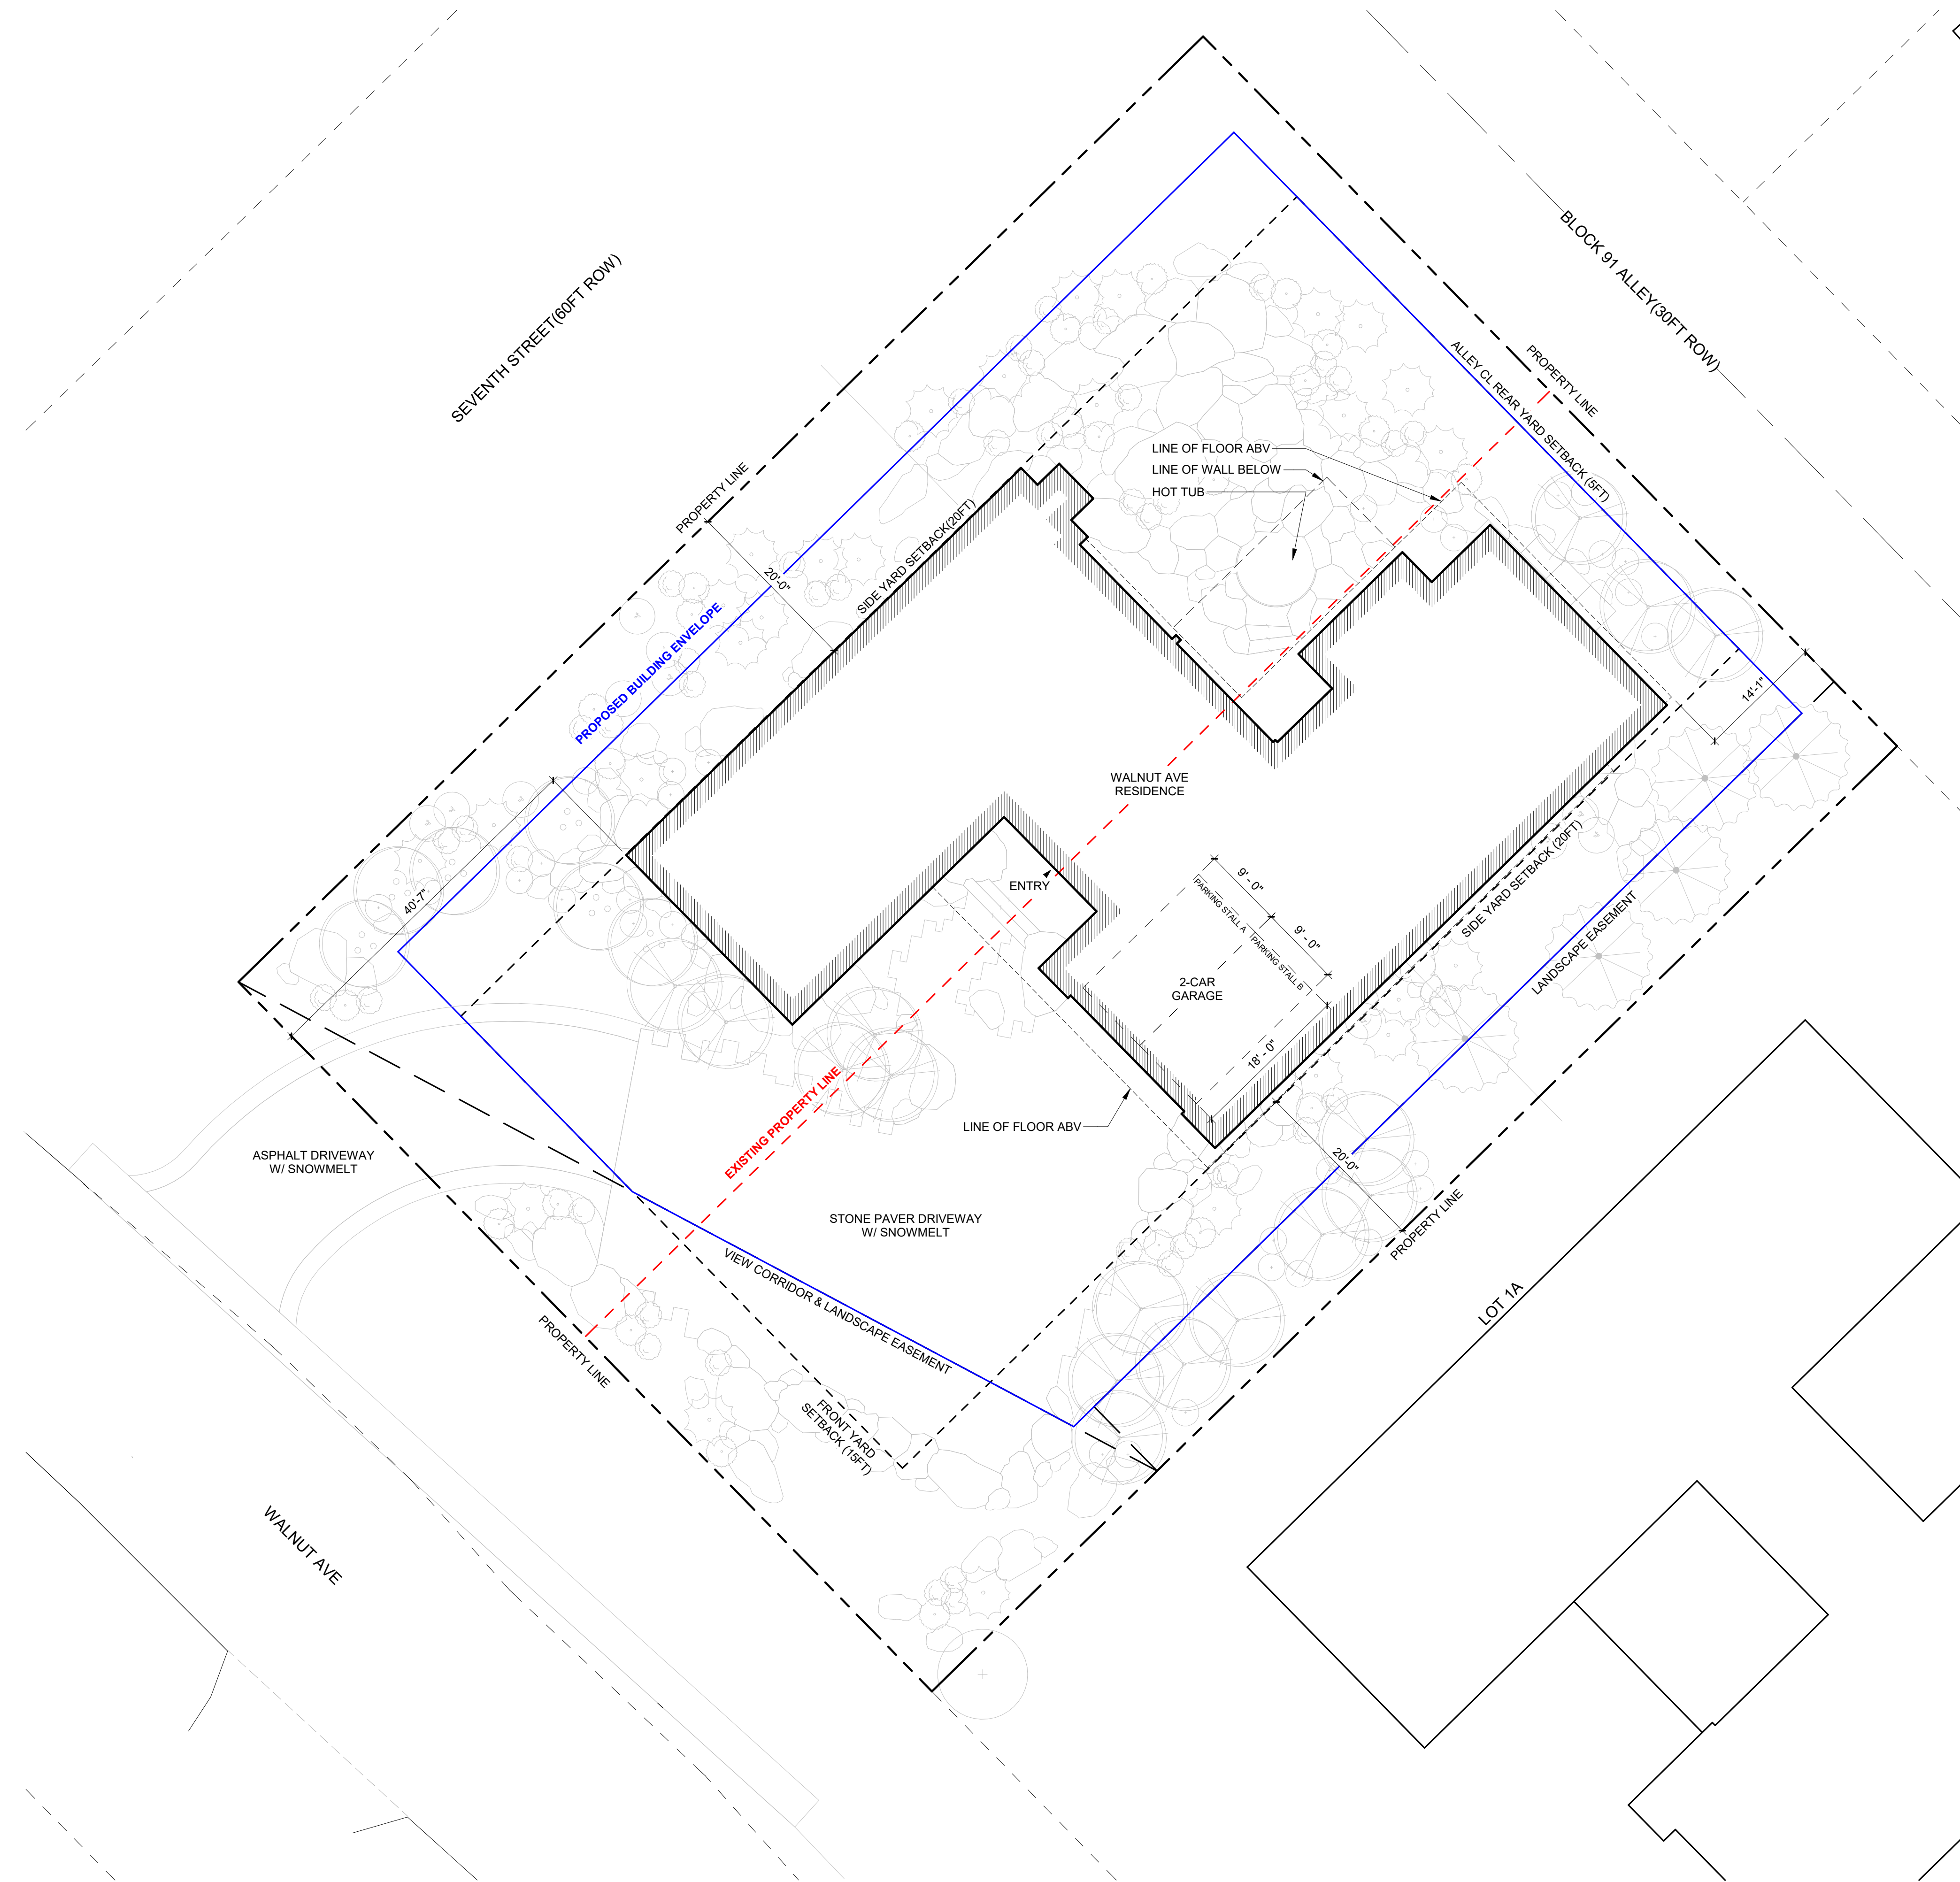 SEVENTH STREET(60FT ROW)
BLOCK 91 ALLEY(30FT ROW)
PROPERTY LINE
ALLEY CL REAR YARD SETBACK (5FT)
PROPERTY LINE
LINE OF FLOOR ABV
LINE OF WALL BELOW
HOT TUB
SIDE YARD SETBACK(20FT)
20'-0"
PROPOSED BUILDING ENVELOPE
14'-1"
WALNUT AVE
RESIDENCE
40'-7"
ENTRY
9' - 0"
9' - 0"
PARKING STALL A
PARKING STALL B
2-CAR
GARAGE
18' - 0"
SIDE YARD SETBACK (20FT)
LANDSCAPE EASEMENT
EXISTING PROPERTY LINE
LINE OF FLOOR ABV
ASPHALT DRIVEWAY
W/ SNOWMELT
20'-0"
PROPERTY LINE
STONE PAVER DRIVEWAY
W/ SNOWMELT
VIEW CORRIDOR & LANDSCAPE EASEMENT
PROPERTY LINE
FRONT YARD
SETBACK (15FT)
LOT 1A
WALNUT AVE